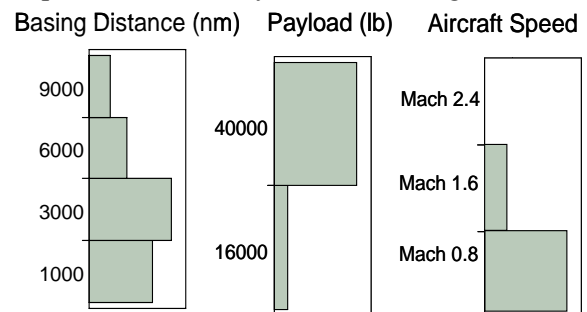 Basing Distance (nm)
9000
6000
3000
1000
Payload (lb)
40000
16000
Aircraft Speed
Mach 2.4
Mach 1.6
Mach 0.8